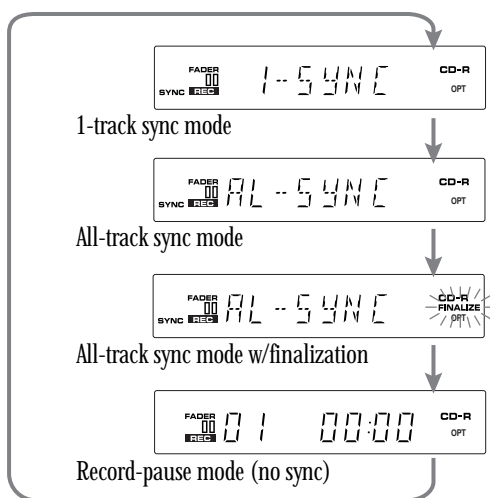 FADER
SYNC REC 1-SYNC CD-R
OPT
1-track sync mode
FADER
SYNC REC AL-SYNC CD-R
OPT
All-track sync mode
FADER
SYNC REC AL-SYNC CD-R
FINALIZE
OPT
All-track sync mode w/finalization
FADER
REC 01 00:00 CD-R
OPT
Record-pause mode (no sync)